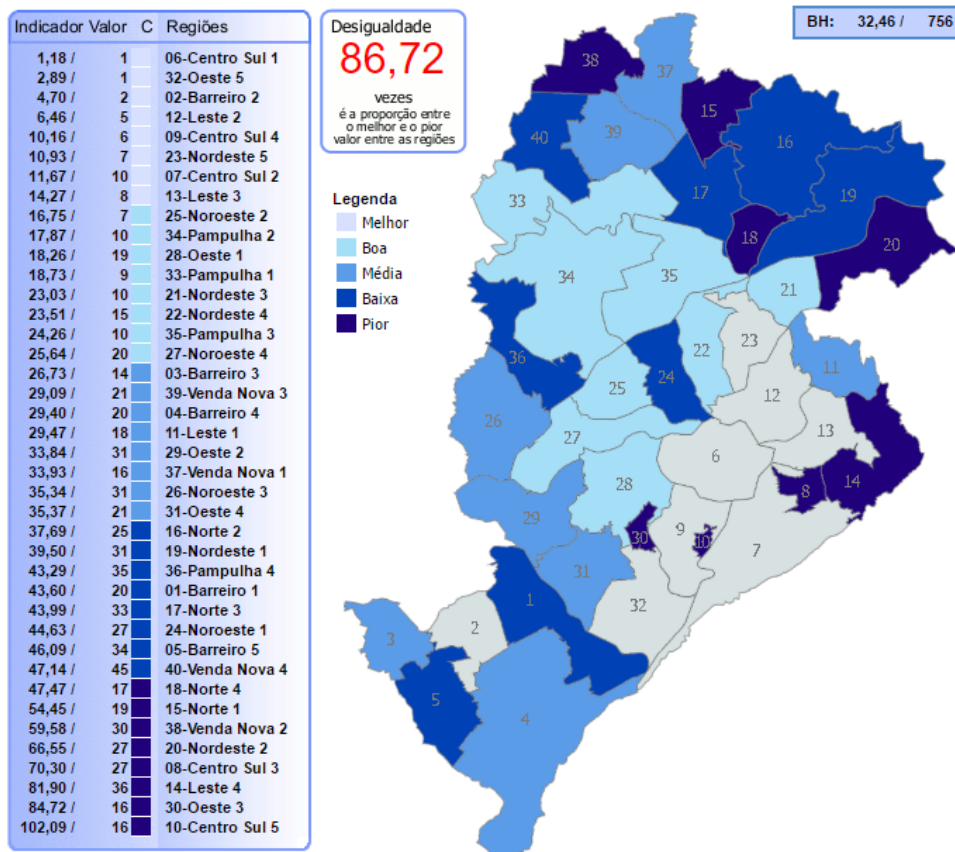 Indicador Valor C Regiões
1,18 / 1 06-Centro Sul 1
2,89 / 1 32-Oeste 5
4,70 / 2 02-Barreiro 2
6,46 / 5 12-Leste 2
10,16 / 6 09-Centro Sul 4
10,93 / 7 23-Nordeste 5
11,67 / 10 07-Centro Sul 2
14,27 / 8 13-Leste 3
16,75 / 7 25-Noroeste 2
17,87 / 10 34-Pampulha 2
18,26 / 19 28-Oeste 1
18,73 / 9 33-Pampulha 1
23,03 / 10 21-Nordeste 3
23,51 / 15 22-Nordeste 4
24,26 / 10 35-Pampulha 3
25,64 / 20 27-Noroeste 4
26,73 / 14 03-Barreiro 3
29,09 / 21 39-Venda Nova 3
29,40 / 20 04-Barreiro 4
29,47 / 18 11-Leste 1
33,84 / 31 29-Oeste 2
33,93 / 16 37-Venda Nova 1
35,34 / 31 26-Noroeste 3
35,37 / 21 31-Oeste 4
37,69 / 25 16-Norte 2
39,50 / 31 19-Nordeste 1
43,29 / 35 36-Pampulha 4
43,60 / 20 01-Barreiro 1
43,99 / 33 17-Norte 3
44,63 / 27 24-Noroeste 1
46,09 / 34 05-Barreiro 5
47,14 / 45 40-Venda Nova 4
47,47 / 17 18-Norte 4
54,45 / 19 15-Norte 1
59,58 / 30 38-Venda Nova 2
66,55 / 27 20-Nordeste 2
70,30 / 27 08-Centro Sul 3
81,90 / 36 14-Leste 4
84,72 / 16 30-Oeste 3
102,09 / 16 10-Centro Sul 5
Desigualdade
86,72
vezes
é a proporção entre
o melhor e o pior
valor entre as regiões
Legenda
Melhor
Boa
Média
Baixa
Pior
BH: 32,46 / 756
38
37
15
40
39
16
17
33
19
18
20
34
35
21
36
22
23
11
25
24
12
26
13
27
6
28
8
14
29
30
9
10
7
31
1
32
2
3
5
4